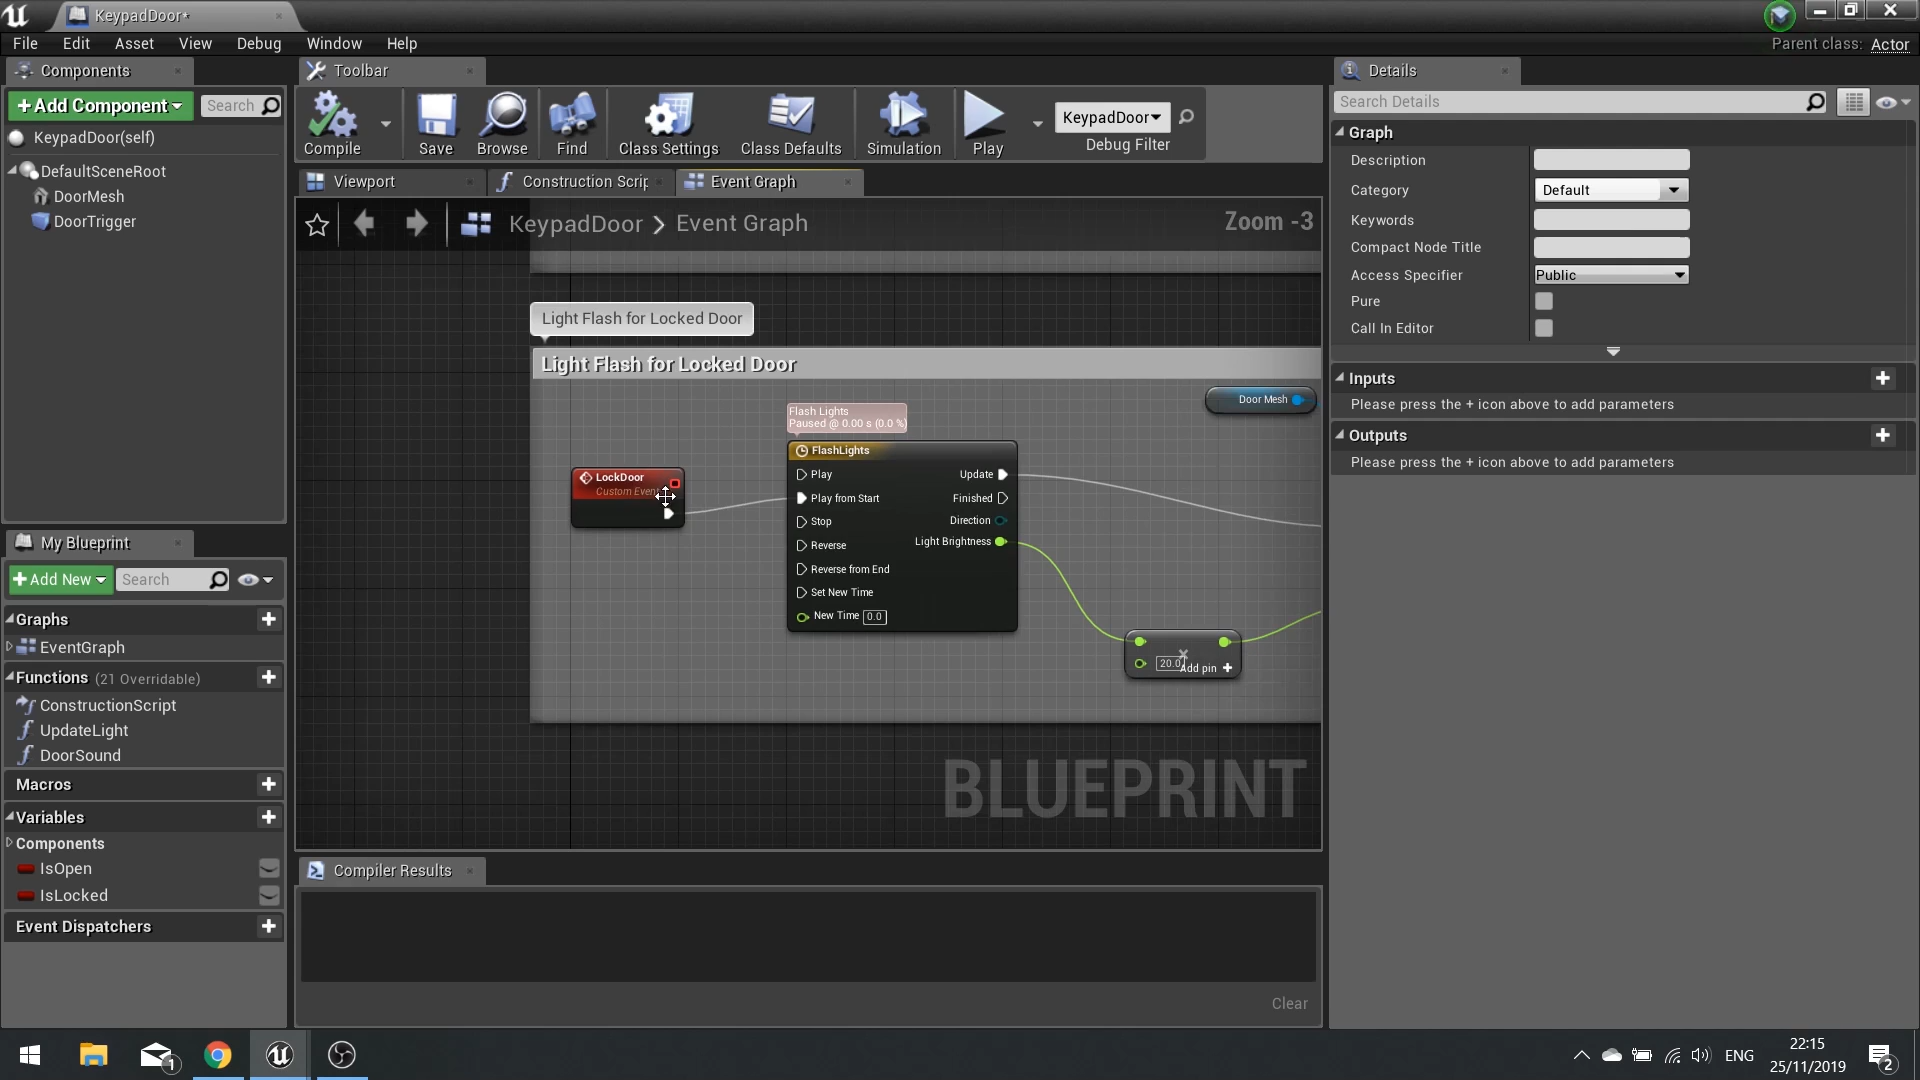 KeypadDoor*
File Edit Asset View Debug Window Help
Parent class: Actor
Components
+Add Component
Search
KeypadDoor(self)
DefaultSceneRoot
DoorMesh
DoorTrigger
Toolbar
Compile
Save
Browse
Find
Class Settings
Class Defaults
Simulation
Play
KeypadDoor
Debug Filter
Viewport
Construction Scrip
Event Graph
KeypadDoor > Event Graph
Zoom -3
Light Flash for Locked Door
Light Flash for Locked Door
Door Mesh
Flash Lights
Paused @ 0.00 s (0.0 %)
LockDoor
Custom Event
FlashLights
Play
Play from Start
Stop
Reverse
Reverse from End
Set New Time
New Time 0.0
Update
Finished
Direction
Light Brightness
20.0
Add pin +
BLUEPRINT
My Blueprint
+Add New
Search
Graphs
EventGraph
Functions (21 Overridable)
ConstructionScript
UpdateLight
DoorSound
Macros
Variables
Components
IsOpen
IsLocked
Event Dispatchers
Compiler Results
Clear
Details
Search Details
Graph
Description
Category Default
Keywords
Compact Node Title
Access Specifier Public
Pure
Call In Editor
Inputs
Please press the + icon above to add parameters
Outputs
Please press the + icon above to add parameters
1
ENG
22:15
25/11/2019
2